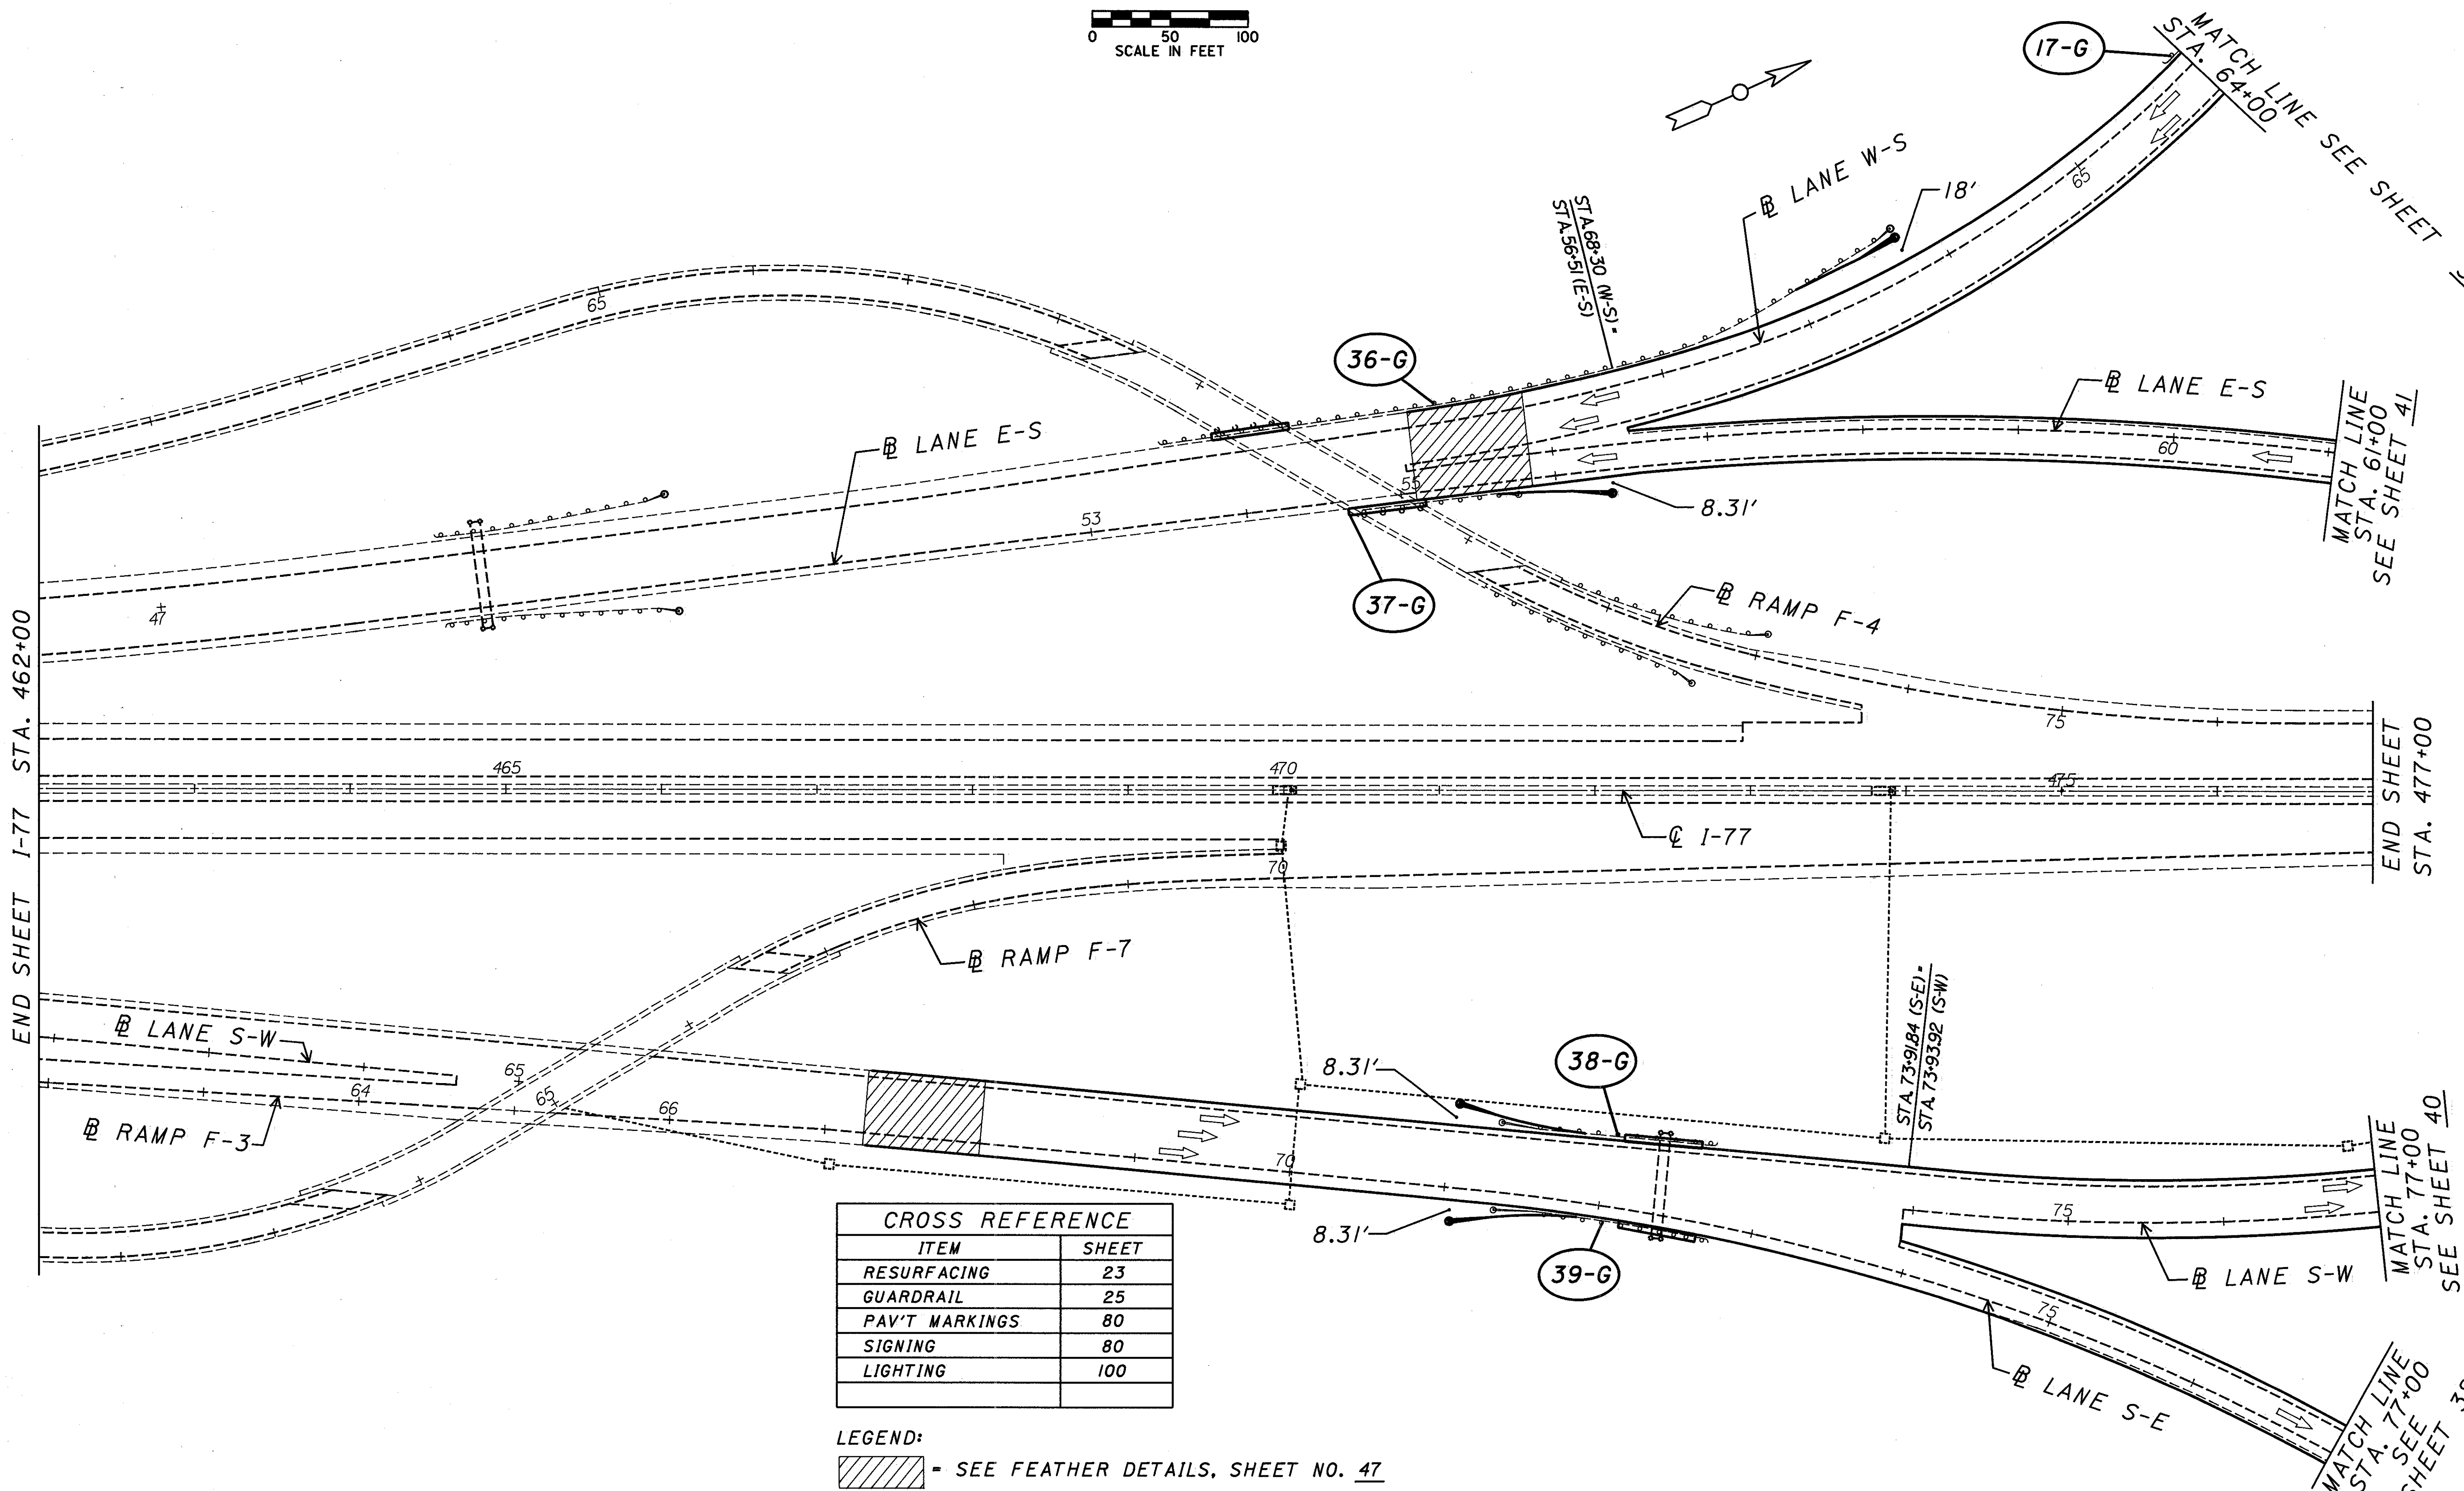 0 50 100
SCALE IN FEET
17-G
MATCH LINE SEE SHEET
STA. 64+00
65
℄ LANE W-S
18'
STA.68+30 (W-S)=
STA.56+51 (E-S)
65
36-G
℄ LANE E-S
MATCH LINE
STA. 61+00
SEE SHEET 41
60
℄ LANE E-S
55
8.31'
53
37-G
47
℄ RAMP F-4
75
END SHEET I-77 STA. 462+00
465
470
475
END SHEET
STA. 477+00
℄ I-77
70
℄ RAMP F-7
STA.73+91.84 (S-E)=
STA.73+93.92 (S-W)
℄ LANE S-W
65
64
65
66
℄ RAMP F-3
8.31'
38-G
70
8.31'
39-G
75
℄ LANE S-W
MATCH LINE
STA. 77+00
SEE SHEET 40
75
℄ LANE S-E
MATCH LINE
STA. 77+00
SEE
SHEET
CROSS REFERENCE
ITEM SHEET
RESURFACING 23
GUARDRAIL 25
PAV'T MARKINGS 80
SIGNING 80
LIGHTING 100
LEGEND:
= SEE FEATHER DETAILS, SHEET NO. 47